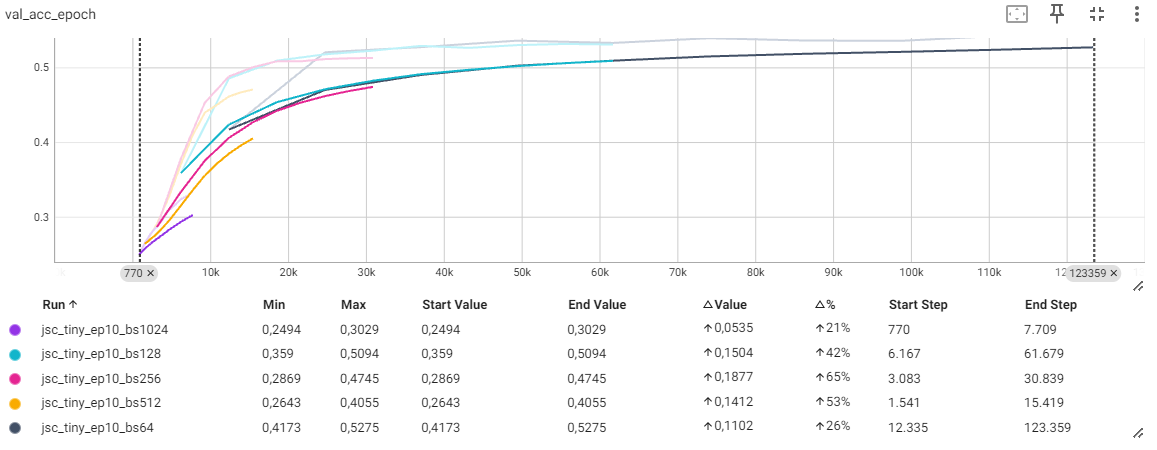 val_acc_epoch
0.5
0.4
0.3
770 ✕ 10k 20k 30k 40k 50k 60k 70k 80k 90k 100k 110k 123359 ✕
Run ↑ Min Max Start Value End Value △Value △% Start Step End Step
jsc_tiny_ep10_bs1024 0,2494 0,3029 0,2494 0,3029 ↑0,0535 ↑21% 770 7.709
jsc_tiny_ep10_bs128 0,359 0,5094 0,359 0,5094 ↑0,1504 ↑42% 6.167 61.679
jsc_tiny_ep10_bs256 0,2869 0,4745 0,2869 0,4745 ↑0,1877 ↑65% 3.083 30.839
jsc_tiny_ep10_bs512 0,2643 0,4055 0,2643 0,4055 ↑0,1412 ↑53% 1.541 15.419
jsc_tiny_ep10_bs64 0,4173 0,5275 0,4173 0,5275 ↑0,1102 ↑26% 12.335 123.359